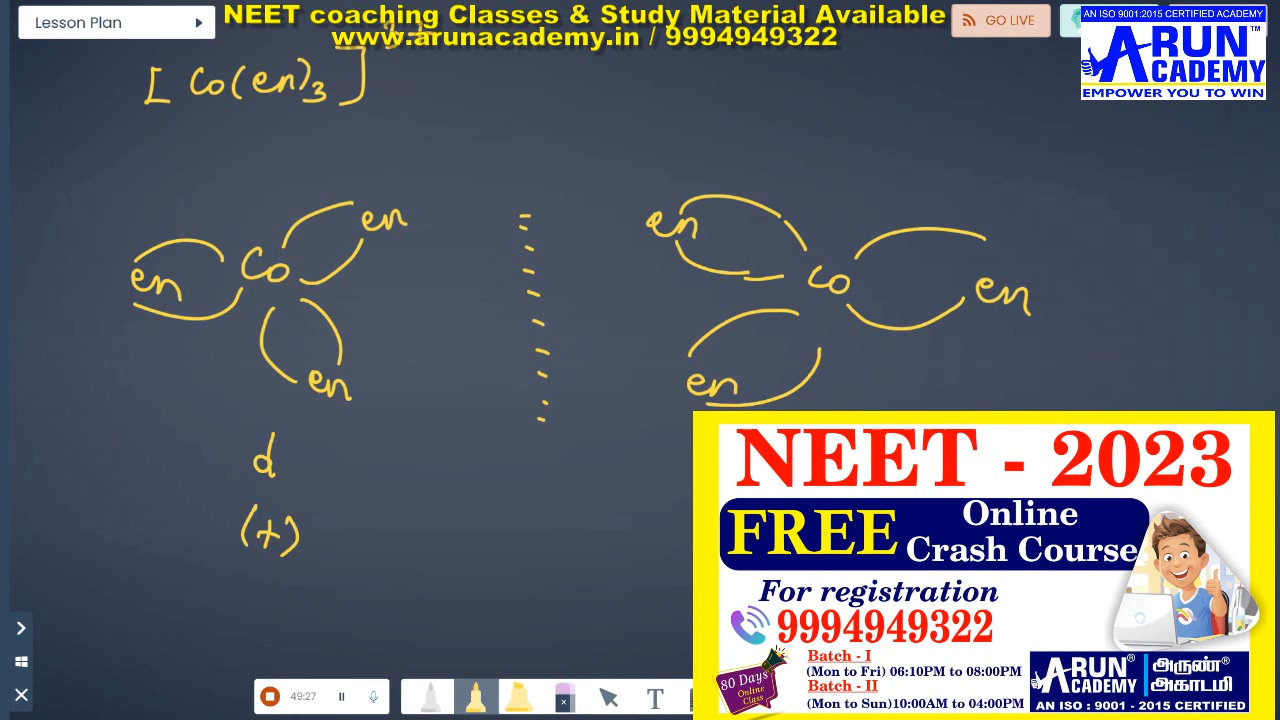 Lesson Plan
NEET coaching Classes & Study Material Available
www.arunacademy.in / 9994949322
GO LIVE
AN ISO 9001:2015 CERTIFIED ACADEMY
ARUN ACADEMY ™
EMPOWER YOU TO WIN
[Co(en)3]
en Co en
en
en Co en
en
d
(+)
NEET - 2023
FREE Online Crash Course
For registration
9994949322
80 Days Online Class
Batch - I
(Mon to Fri) 06:10PM to 08:00PM
Batch - II
(Mon to Sun)10:00AM to 04:00PM
ARUN ACADEMY ®
அருண்® அகாடமி
AN ISO : 9001 - 2015 CERTIFIED
49:27
T